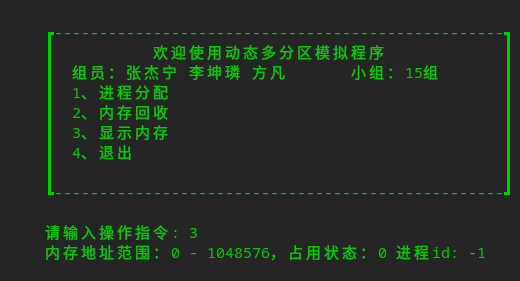 欢迎使用动态多分区模拟程序
组员：张杰宁 李坤璘 方凡 小组：15组
1、进程分配
2、内存回收
3、显示内存
4、退出
请输入操作指令：3
内存地址范围：0 - 1048576，占用状态：0 进程id：-1